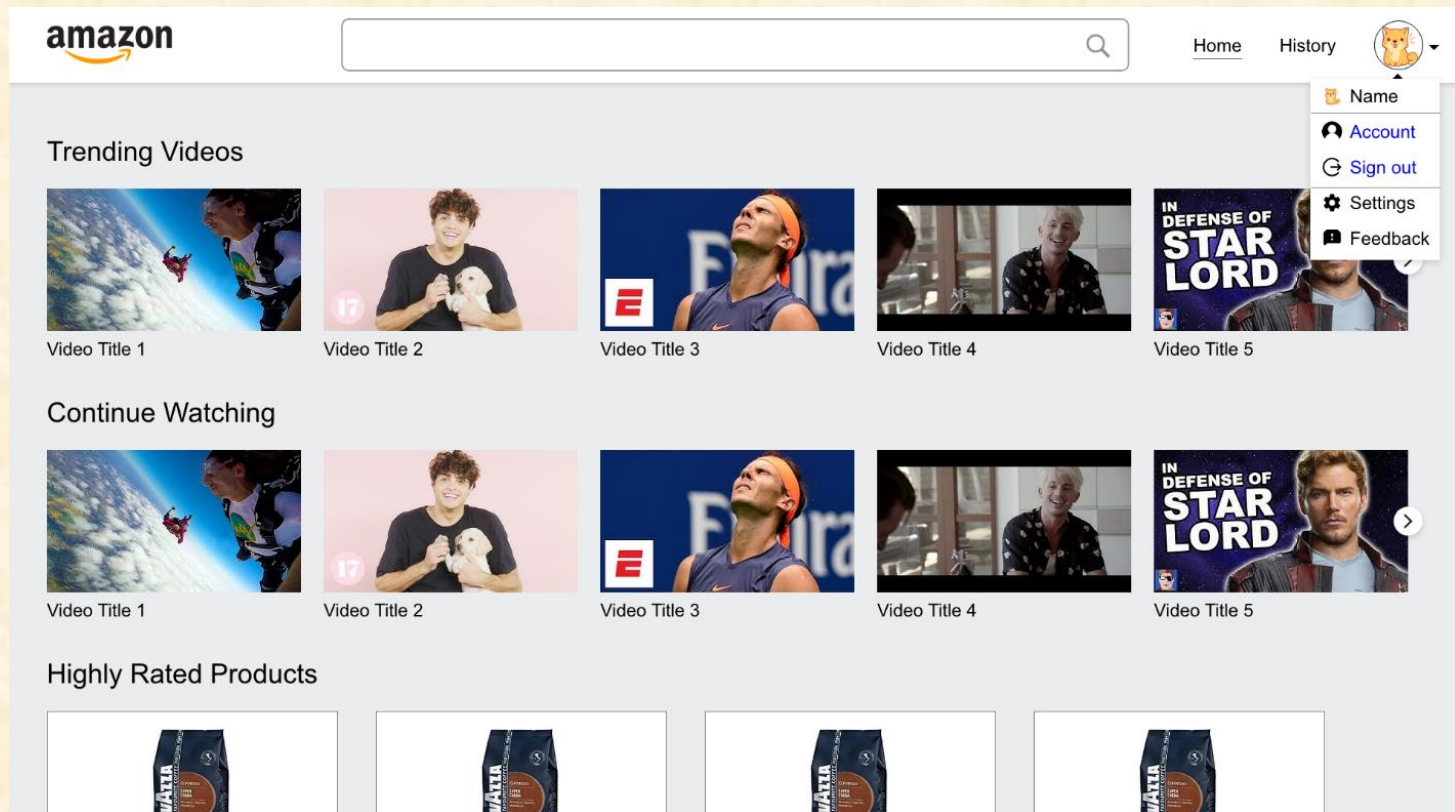 amazon
Home
History
Name
Account
Sign out
Settings
Feedback
Trending Videos
17
E
IN
DEFENSE OF
STAR
LORD
Video Title 1
Video Title 2
Video Title 3
Video Title 4
Video Title 5
Continue Watching
17
E
IN
DEFENSE OF
STAR
LORD
Video Title 1
Video Title 2
Video Title 3
Video Title 4
Video Title 5
Highly Rated Products